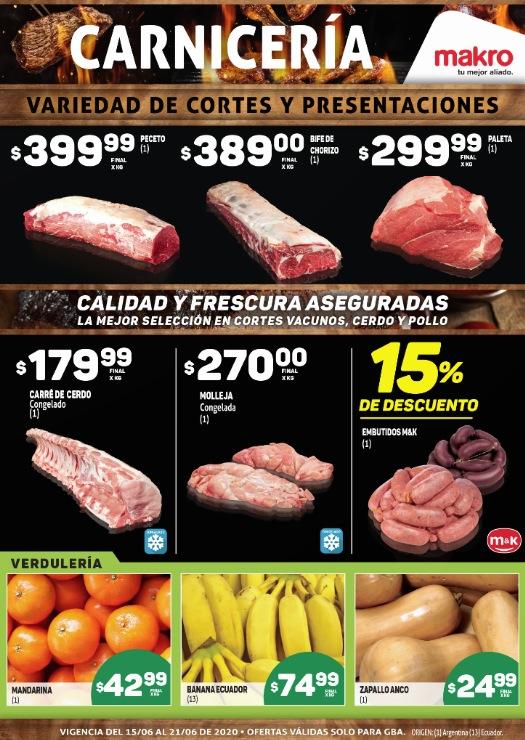 CARNICERÍA
makro
tu mejor aliado.
VARIEDAD DE CORTES Y PRESENTACIONES
$399.99 FINAL X KG
PECETO
(1)
$389.00 FINAL X KG
BIFE DE
CHORIZO
(1)
$299.99 FINAL X KG
PALETA
(1)
CALIDAD Y FRESCURA ASEGURADAS
LA MEJOR SELECCIÓN EN CORTES VACUNOS, CERDO Y POLLO
$179.99 FINAL X KG
CARRÉ DE CERDO
Congelado
(1)
$270.00 FINAL X KG
MOLLEJA
Congelada
(1)
15%
DE DESCUENTO
EMBUTIDOS M&K
(1)
m&k
VERDULERÍA
MANDARINA
(1)
$42.99 FINAL X KG
BANANA ECUADOR
(13)
$74.99 FINAL X KG
ZAPALLO ANCO
(1)
$24.99 FINAL X KG
VIGENCIA DEL 15/06 AL 21/06 DE 2020 • OFERTAS VÁLIDAS SOLO PARA GBA. ORIGEN: (1) Argentina (13) Ecuador.